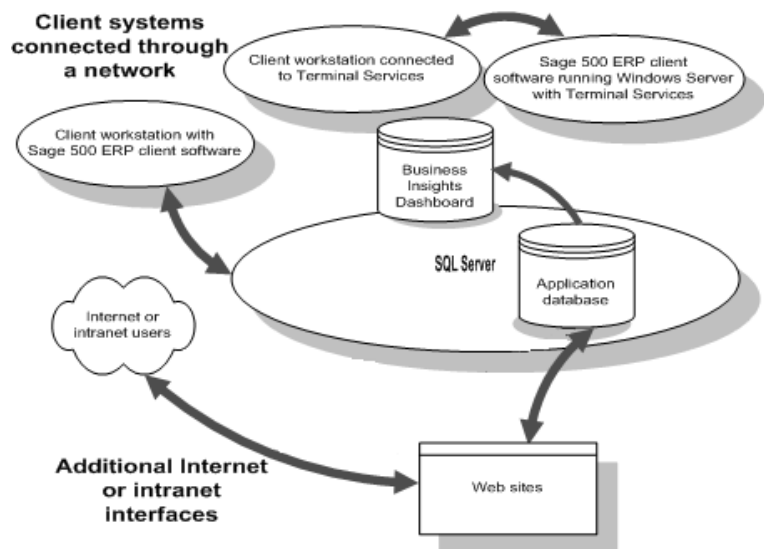 Client systems
connected through
a network
Client workstation connected
to Terminal Services
Sage 500 ERP client
software running Windows Server
with Terminal Services
Client workstation with
Sage 500 ERP client software
Business
Insights
Dashboard
SQL Server
Application
database
Internet or
intranet users
Additional Internet
or intranet
interfaces
Web sites